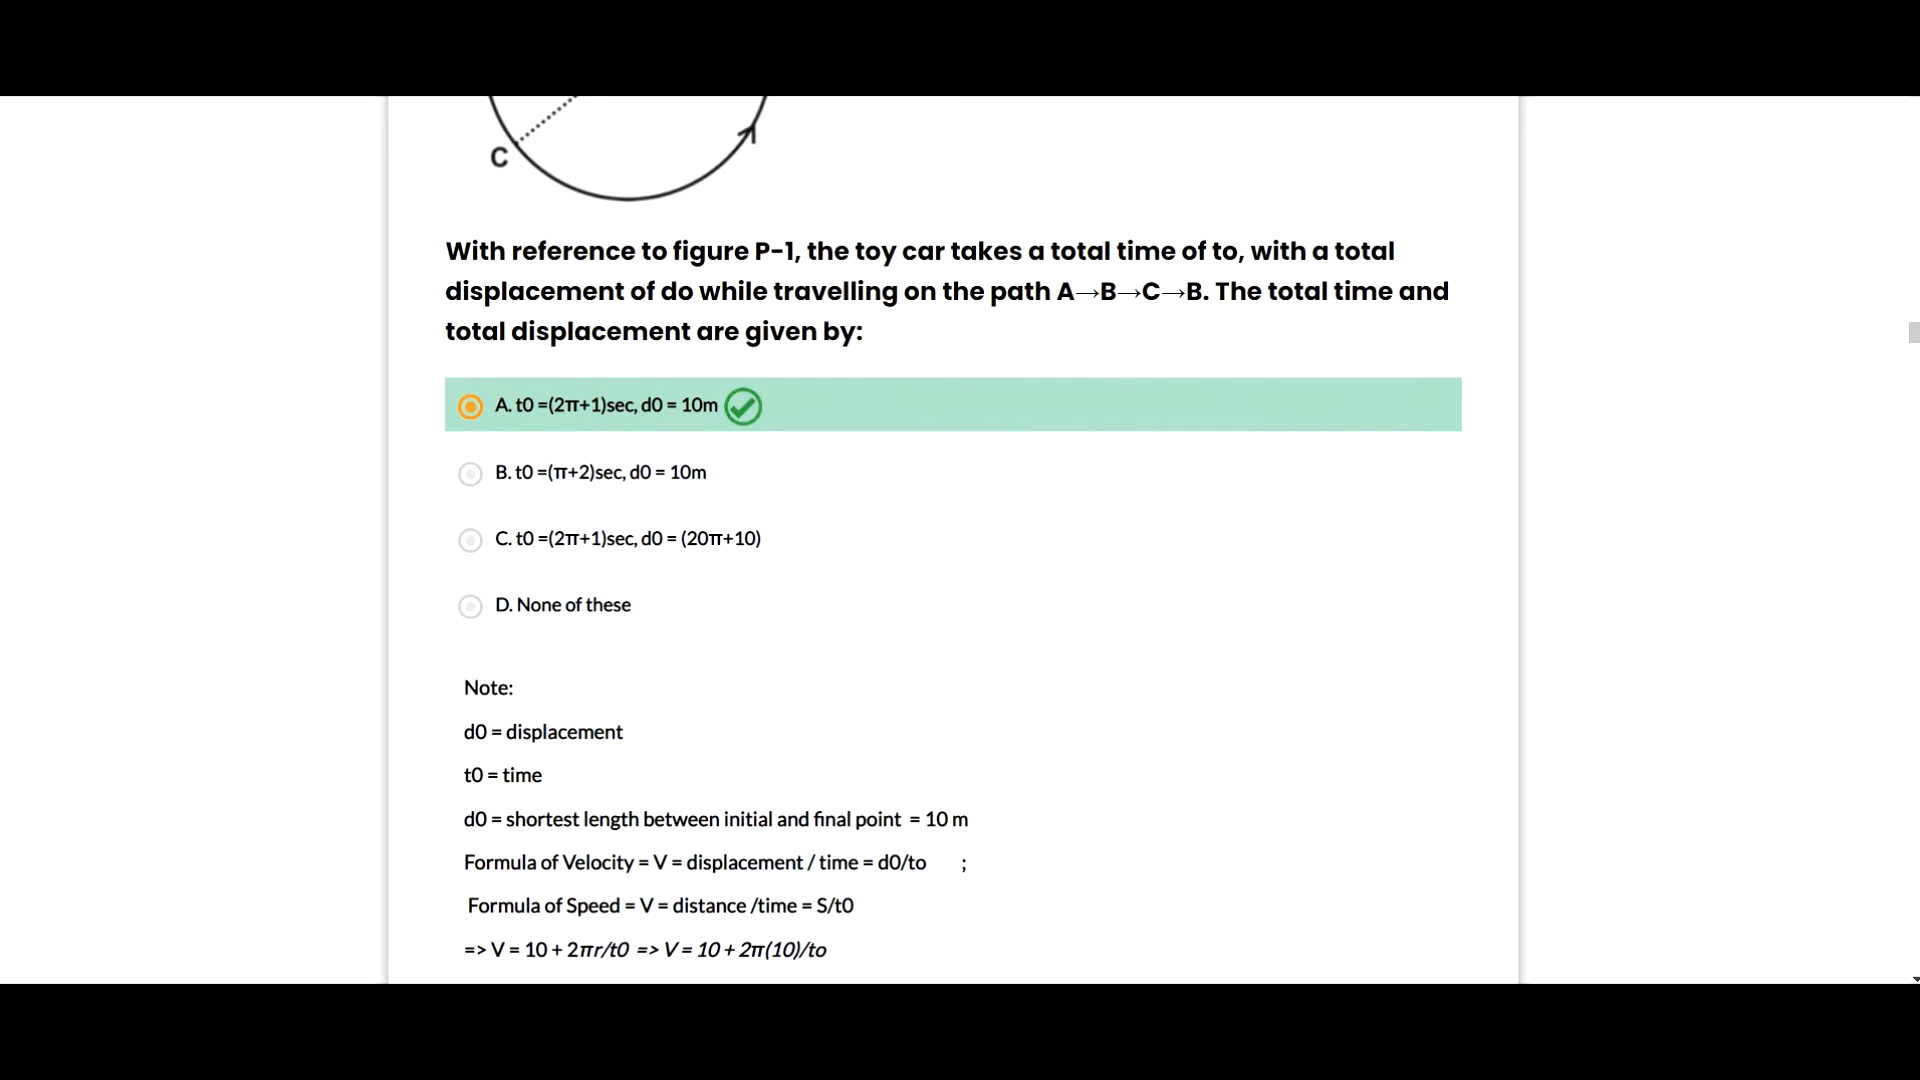 C
With reference to figure P-1, the toy car takes a total time of to, with a total
displacement of do while travelling on the path A→B→C→B. The total time and
total displacement are given by:
A. t0 =(2π+1)sec, d0 = 10m
B. t0 =(π+2)sec, d0 = 10m
C. t0 =(2π+1)sec, d0 = (20π+10)
D. None of these
Note:
d0 = displacement
t0 = time
d0 = shortest length between initial and final point = 10 m
Formula of Velocity = V = displacement / time = d0/to ;
Formula of Speed = V = distance /time = S/t0
=> V = 10 + 2πr/t0 => V = 10 + 2π(10)/to